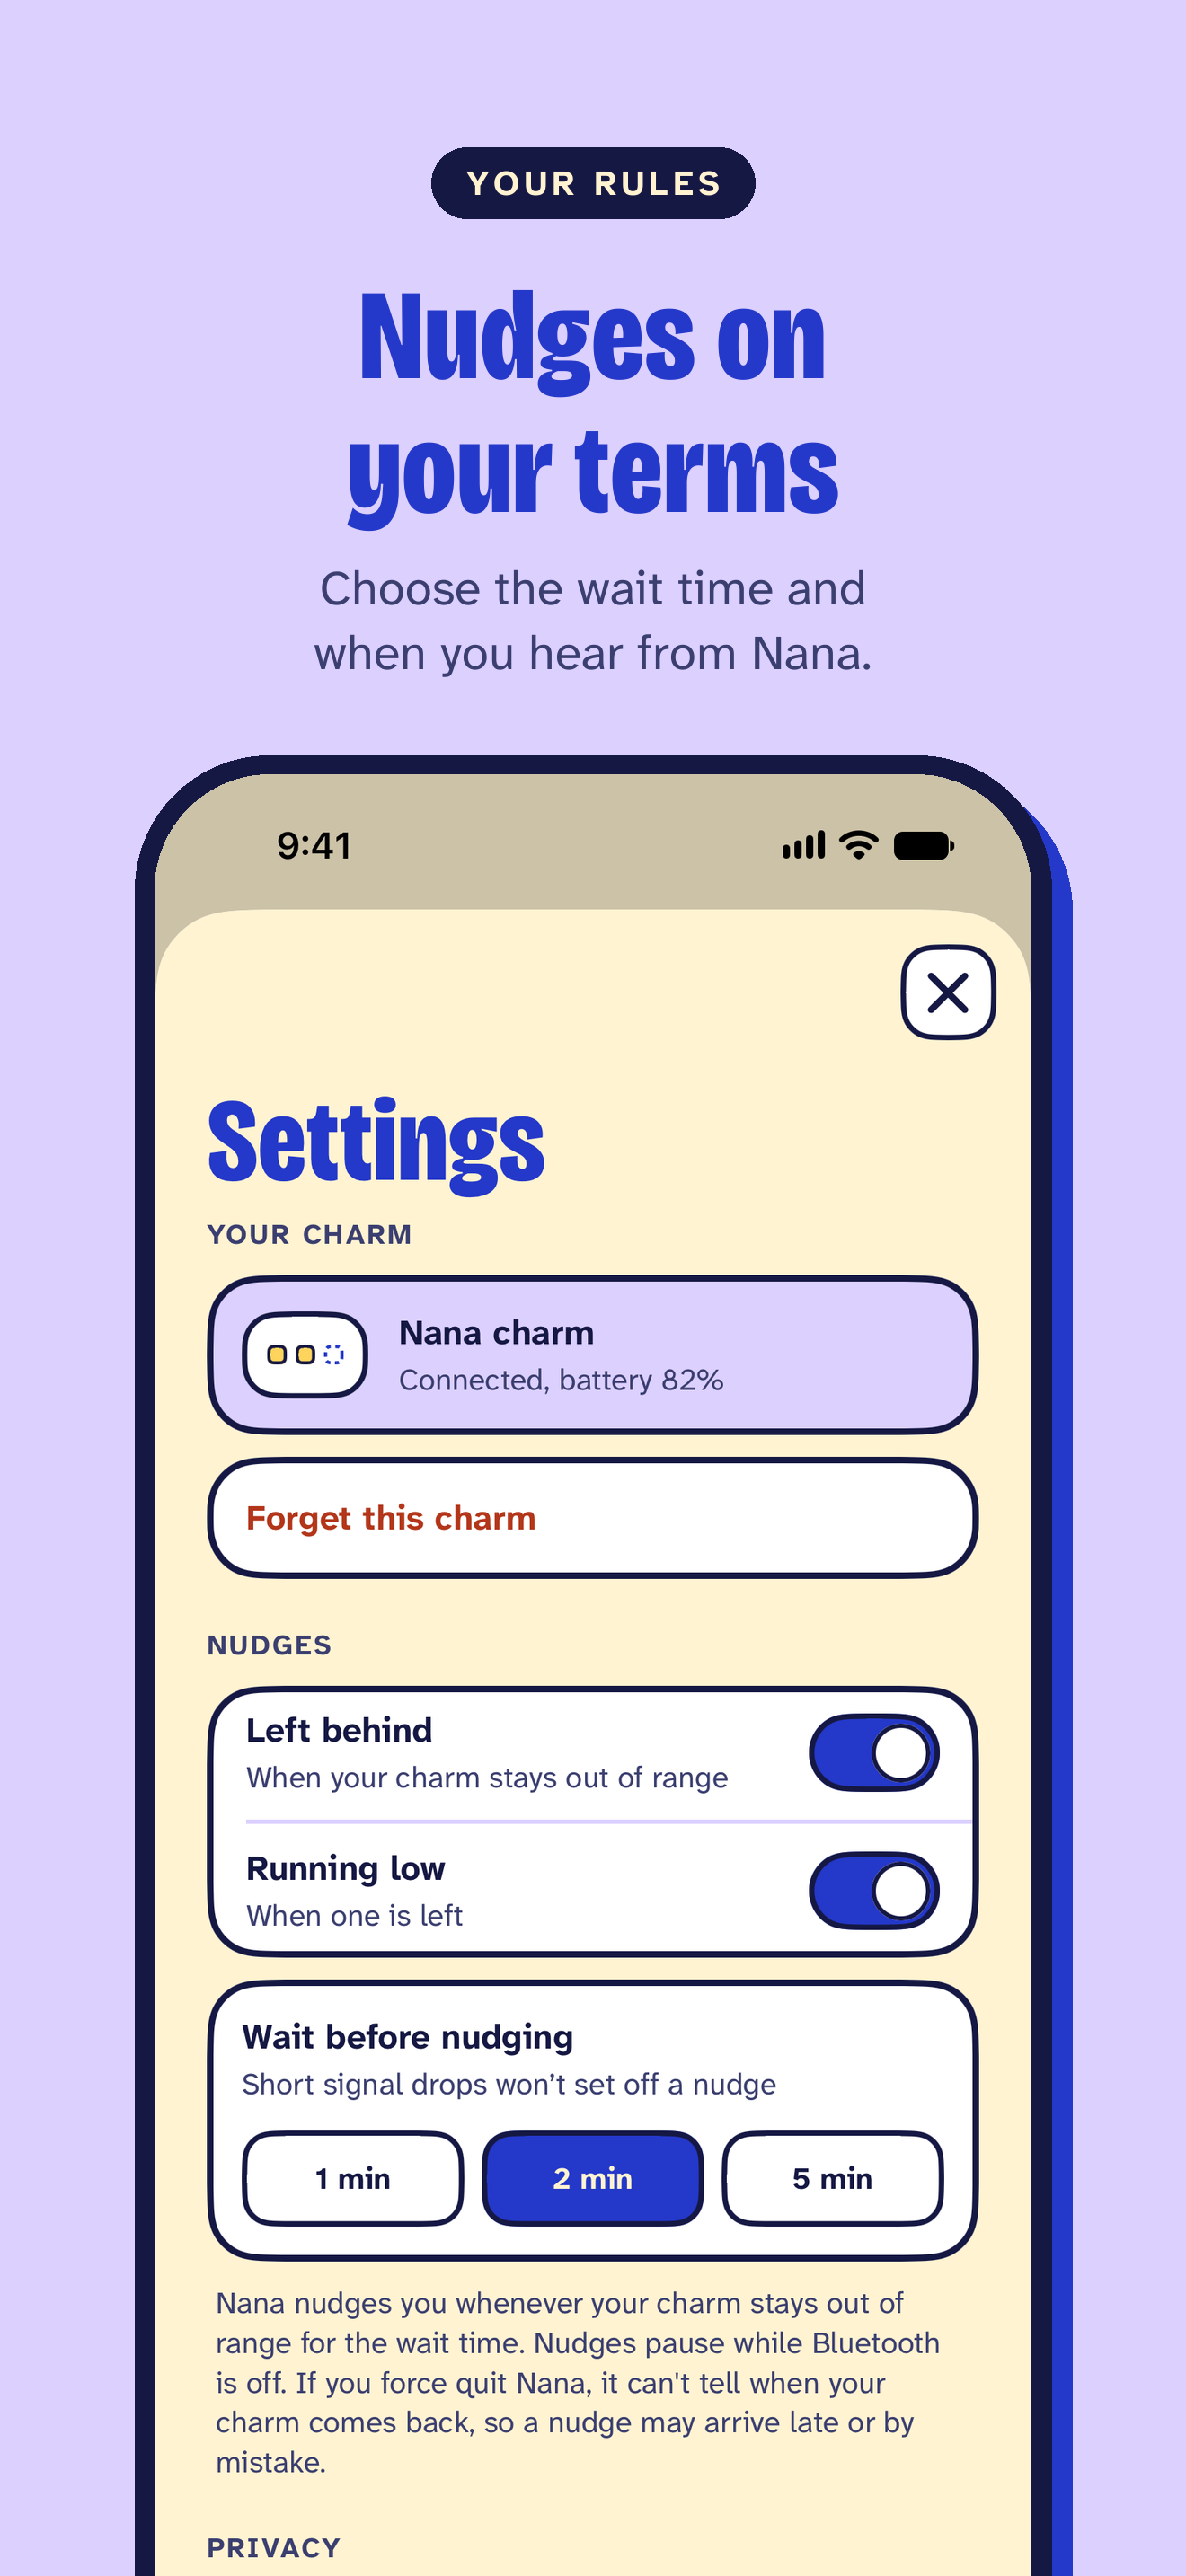 YOUR RULES
Nudges on
your terms
Choose the wait time and
when you hear from Nana.
9:41
Settings
YOUR CHARM
Nana charm
Connected, battery 82%
Forget this charm
NUDGES
Left behind
When your charm stays out of range
Running low
When one is left
Wait before nudging
Short signal drops won’t set off a nudge
1 min
2 min
5 min
Nana nudges you whenever your charm stays out of
range for the wait time. Nudges pause while Bluetooth
is off. If you force quit Nana, it can't tell when your
charm comes back, so a nudge may arrive late or by
mistake.
PRIVACY